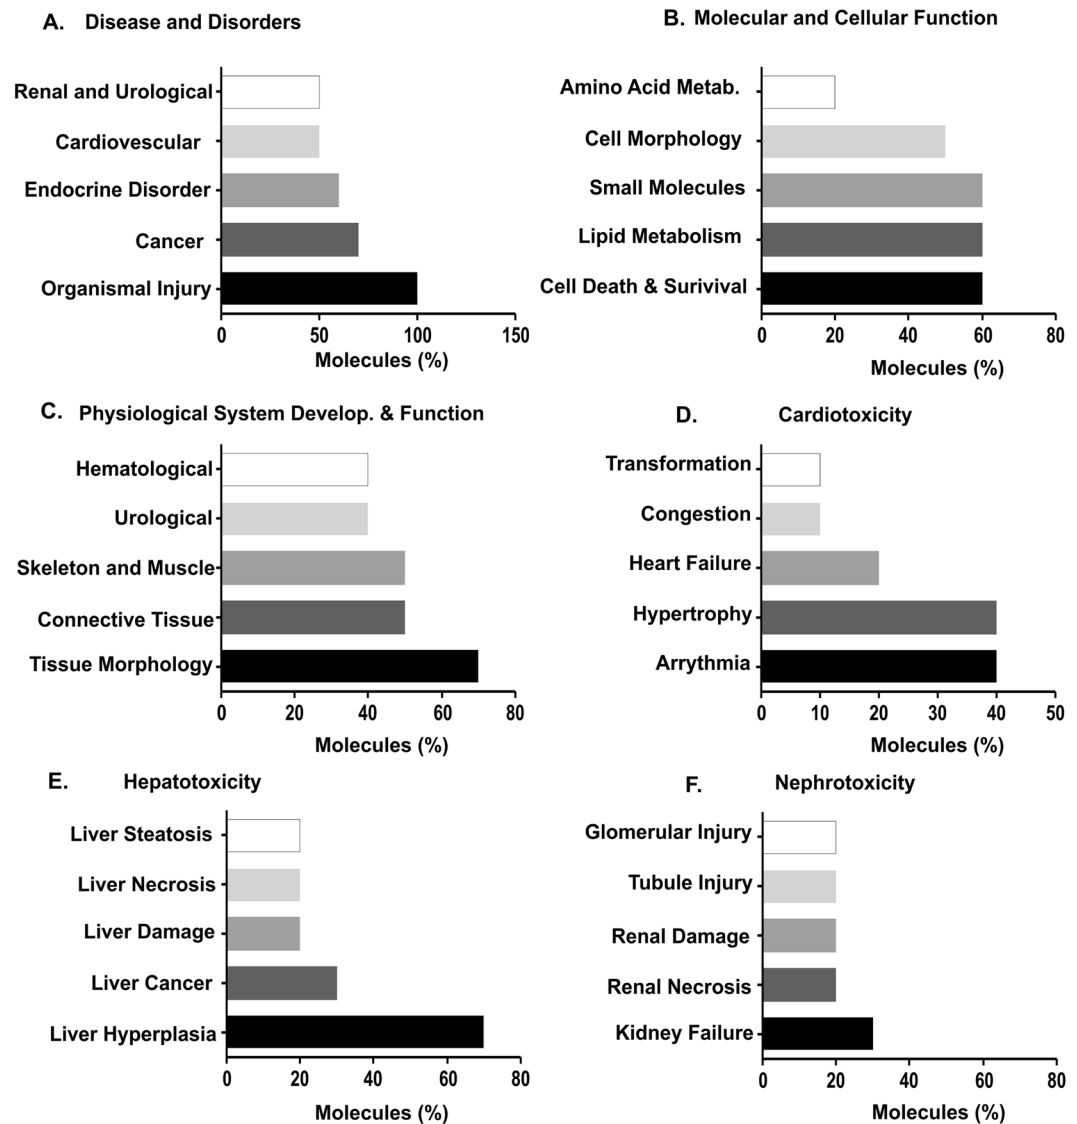 A. Disease and Disorders
Renal and Urological
Cardiovescular
Endocrine Disorder
Cancer
Organismal Injury
0 50 100 150
Molecules (%)
B. Molecular and Cellular Function
Amino Acid Metab.
Cell Morphology
Small Molecules
Lipid Metabolism
Cell Death & Surivival
0 20 40 60 80
Molecules (%)
C. Physiological System Develop. & Function
Hematological
Urological
Skeleton and Muscle
Connective Tissue
Tissue Morphology
0 20 40 60 80
Molecules (%)
D. Cardiotoxicity
Transformation
Congestion
Heart Failure
Hypertrophy
Arrythmia
0 10 20 30 40 50
Molecules (%)
E. Hepatotoxicity
Liver Steatosis
Liver Necrosis
Liver Damage
Liver Cancer
Liver Hyperplasia
0 20 40 60 80
Molecules (%)
F. Nephrotoxicity
Glomerular Injury
Tubule Injury
Renal Damage
Renal Necrosis
Kidney Failure
0 20 40 60 80
Molecules (%)